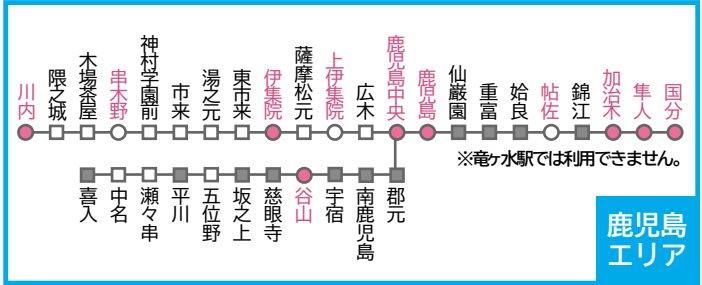 川内
隈之城
木場茶屋
串木野
神村学園前
市来
湯之元
東市来
伊集院
薩摩松元
上伊集院
広木
鹿児島中央
鹿児島
仙巌園
重富
姶良
帖佐
錦江
加治木
隼人
国分
※竜ヶ水駅では利用できません。
喜入
中名
瀬々串
平川
五位野
坂之上
慈眼寺
谷山
宇宿
南鹿児島
郡元
鹿児島
エリア